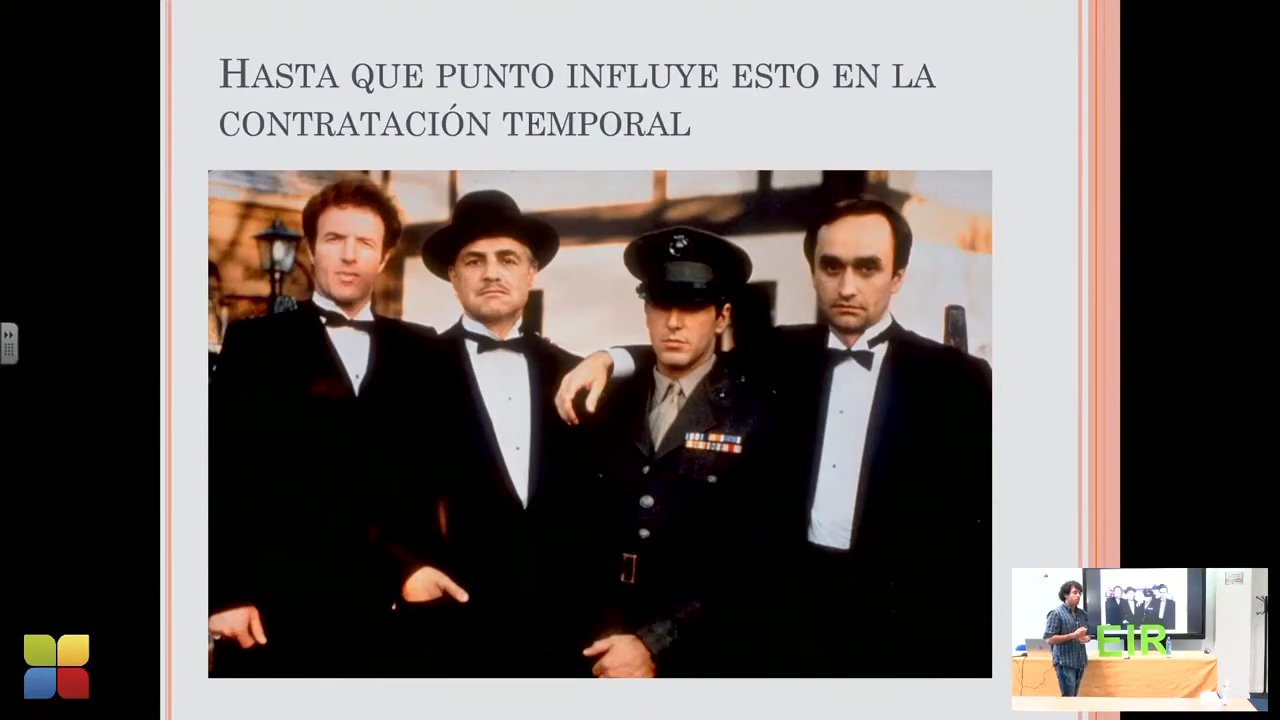 Hasta que punto influye esto en la
contratación temporal
EIR